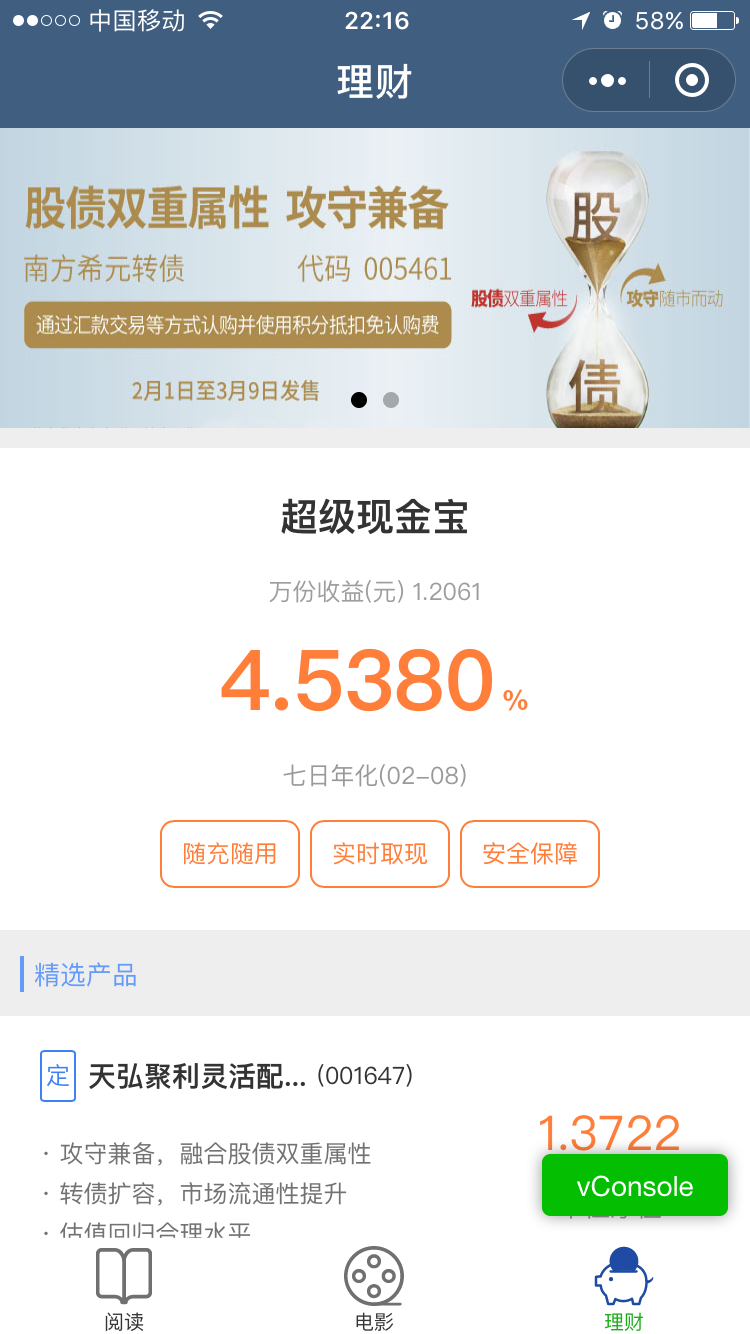 中国移动
22:16
58%
理财
股债双重属性 攻守兼备
南方希元转债
代码 005461
通过汇款交易等方式认购并使用积分抵扣免认购费
2月1日至3月9日发售
股
股债双重属性
攻守随市而动
债
超级现金宝
万份收益(元) 1.2061
4.5380%
七日年化(02-08)
随充随用
实时取现
安全保障
精选产品
定 天弘聚利灵活配... (001647)
1.3722
· 攻守兼备，融合股债双重属性
· 转债扩容，市场流通性提升
· 估值回归合理水平
vConsole
阅读
电影
理财